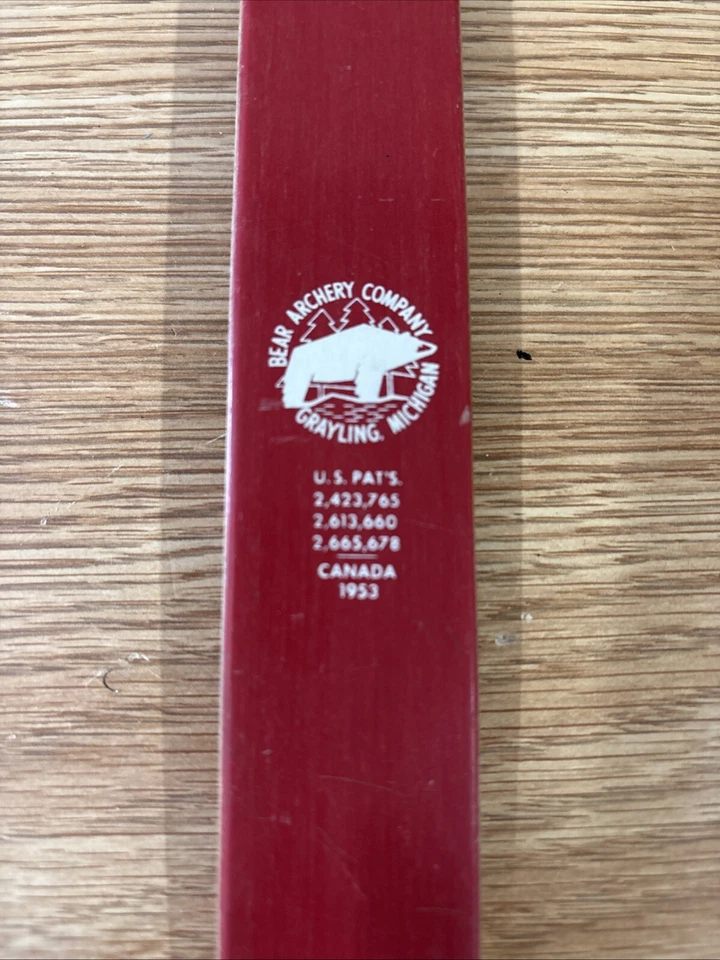 BEAR ARCHERY COMPANY
GRAYLING, MICHIGAN
U.S. PAT'S.
2,423,765
2,613,660
2,665,678
CANADA
1953